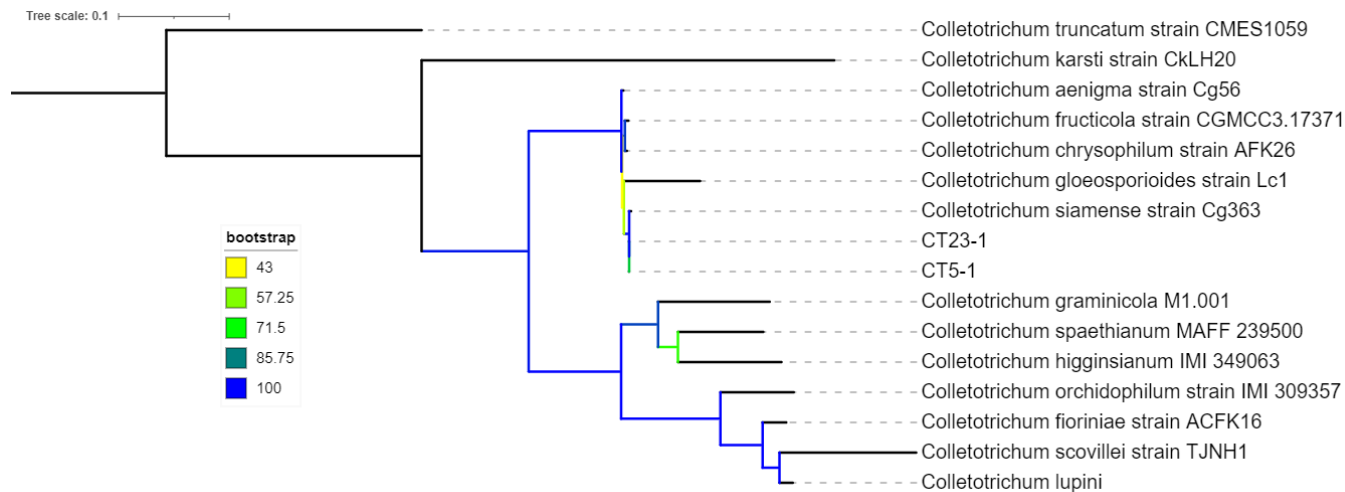 Tree scale: 0.1
Colletotrichum truncatum strain CMES1059
Colletotrichum karsti strain CkLH20
Colletotrichum aenigma strain Cg56
Colletotrichum fructicola strain CGMCC3.17371
Colletotrichum chrysophilum strain AFK26
Colletotrichum gloeosporioides strain Lc1
Colletotrichum siamense strain Cg363
CT23-1
CT5-1
Colletotrichum graminicola M1.001
Colletotrichum spaethianum MAFF 239500
Colletotrichum higginsianum IMI 349063
Colletotrichum orchidophilum strain IMI 309357
Colletotrichum fioriniae strain ACFK16
Colletotrichum scovillei strain TJNH1
Colletotrichum lupini
bootstrap
43
57.25
71.5
85.75
100